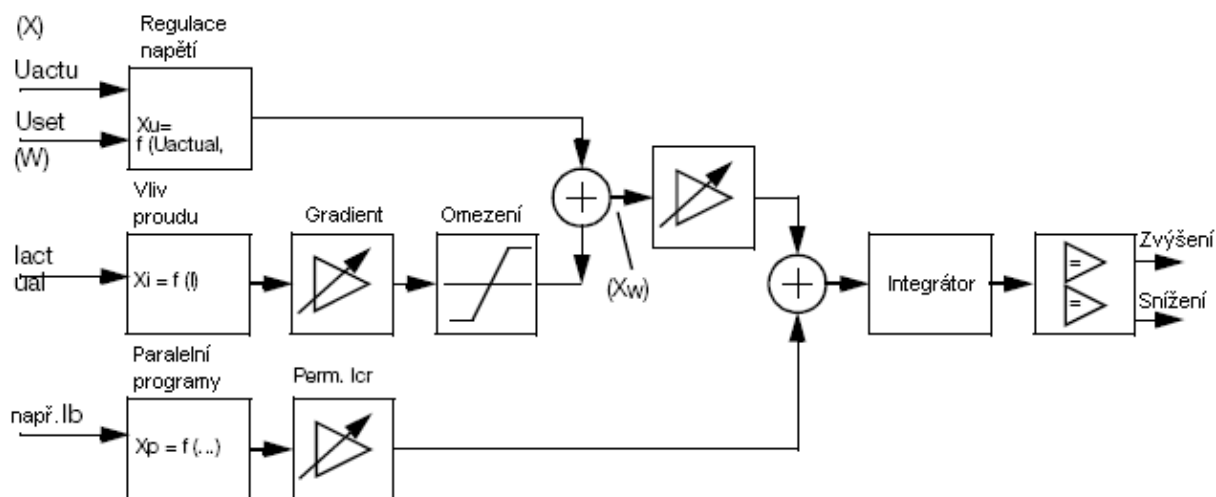 (X)
Regulace
napětí
Uactu
Uset
(W)
Xu=
f (Uactual,
Vliv
proudu
Gradient
Omezení
Iact
ual
Xi = f (I)
(Xw)
Integrátor
=
=
Zvýšení
Snížení
Paralelní
programy
Perm. Icr
např.Ib
Xp = f (...)